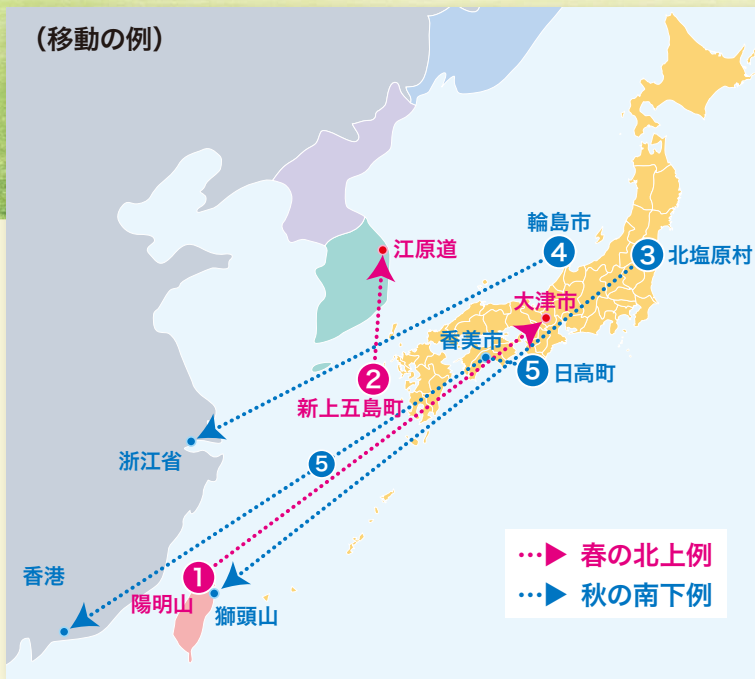 （移動の例）
輪島市
④
③
北塩原村
江原道
大津市
香美市
②
⑤
日高町
新上五島町
浙江省
⑤
…▶ 春の北上例
香港
①
…▶ 秋の南下例
陽明山
獅頭山